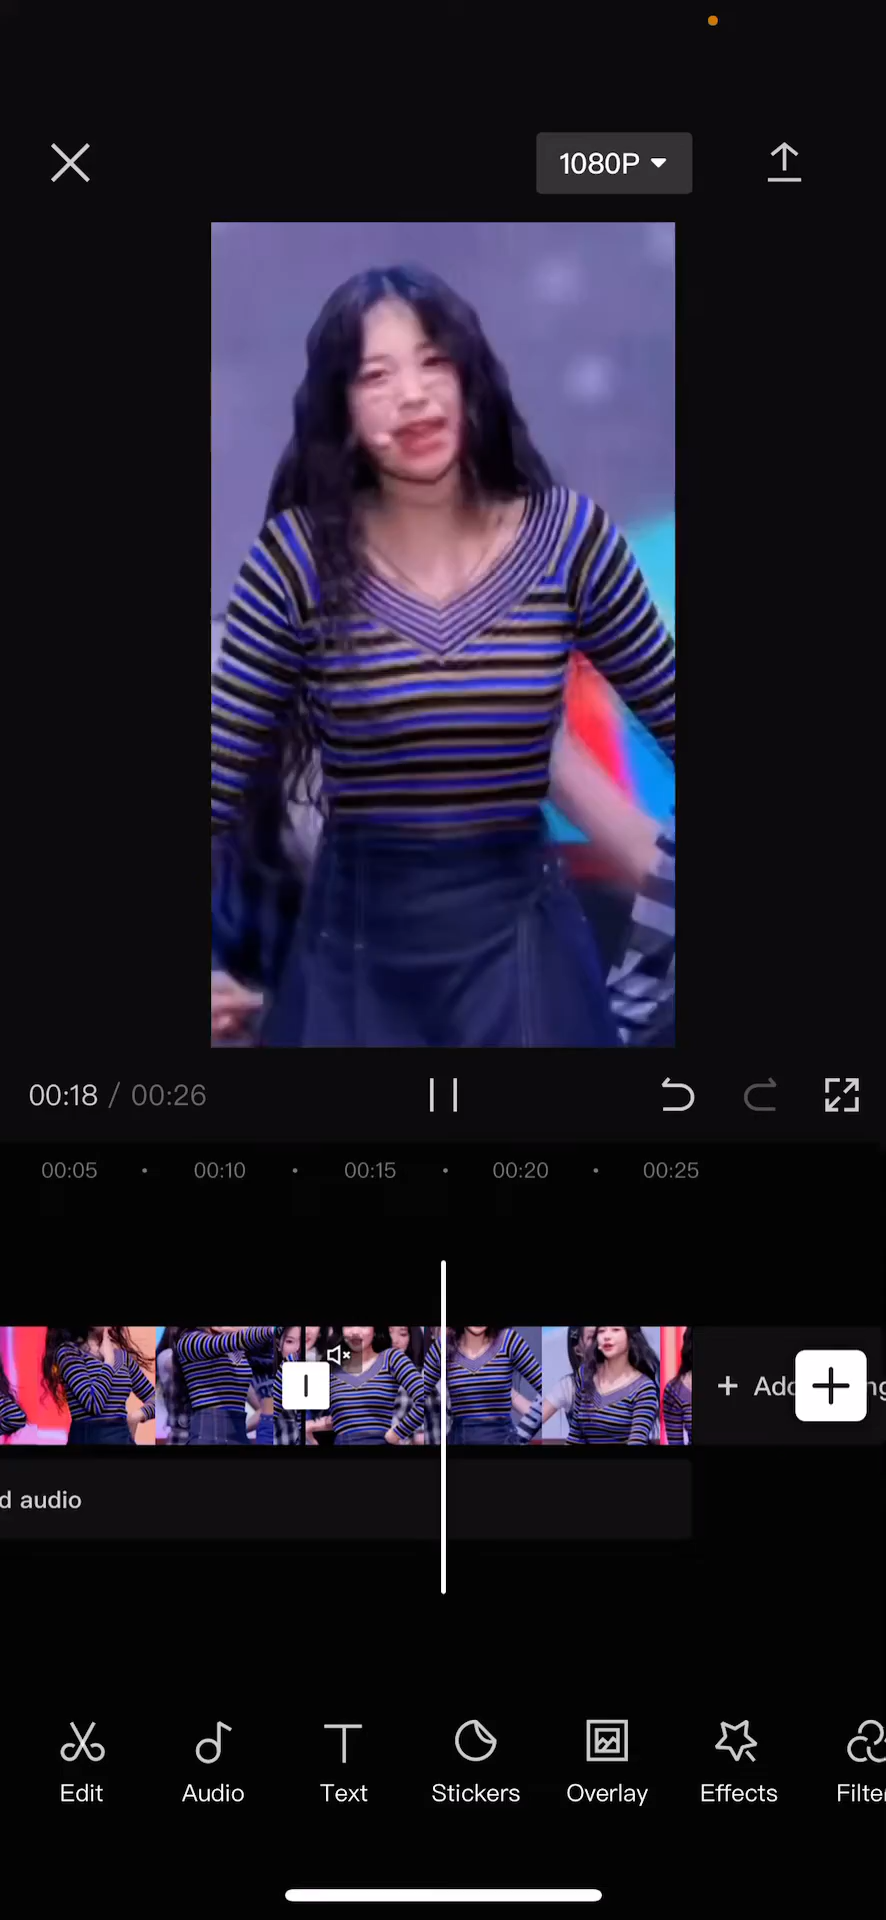 1080P
00:18 / 00:26
00:05 00:10 00:15 00:20 00:25
+ Add
d audio
Edit Audio Text Stickers Overlay Effects Filter